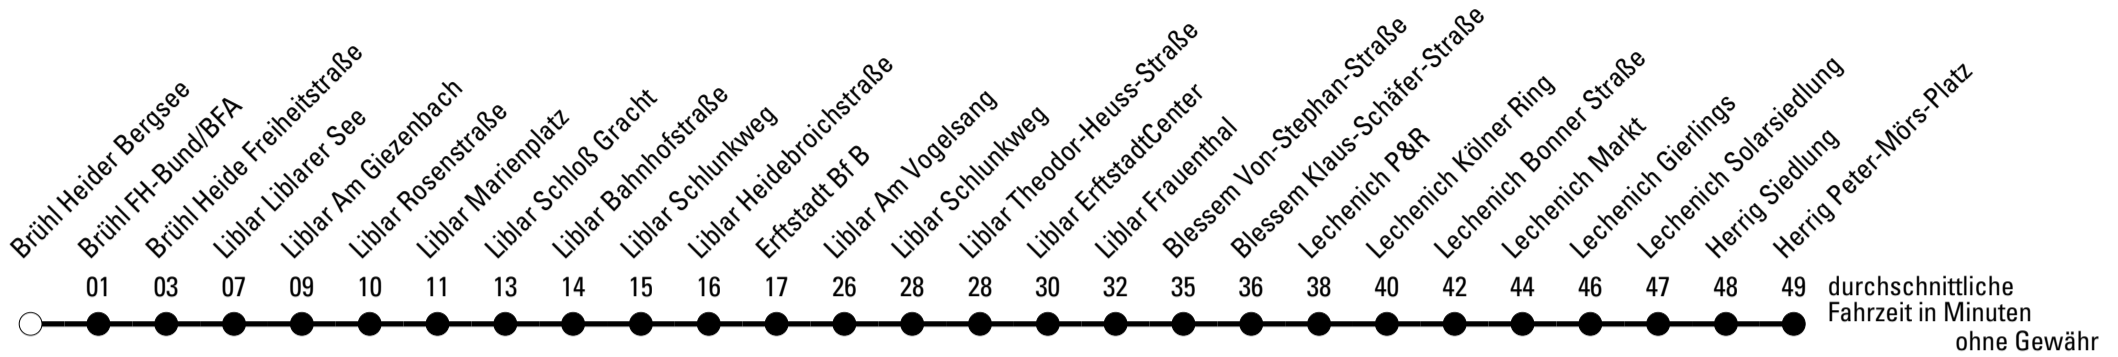 Brühl Heider Bergsee
Brühl FH-Bund/BFA
Brühl Heide Freiheitstraße
Liblar Liblarer See
Liblar Am Giezenbach
Liblar Rosenstraße
Liblar Marienplatz
Liblar Schloß Gracht
Liblar Bahnhofstraße
Liblar Schlunkweg
Liblar Heidebroichstraße
Erftstadt Bf B
Liblar Am Vogelsang
Liblar Schlunkweg
Liblar Theodor-Heuss-Straße
Liblar ErftstadtCenter
Liblar Frauenthal
Blessem Von-Stephan-Straße
Blessem Klaus-Schäfer-Straße
Lechenich P&R
Lechenich Kölner Ring
Lechenich Bonner Straße
Lechenich Markt
Lechenich Gierlings
Lechenich Solarsiedlung
Herrig Siedlung
Herrig Peter-Mörs-Platz
01 03 07 09 10 11 13 14 15 16 17 26 28 28 30 32 35 36 38 40 42 44 46 47 48 49
durchschnittliche
Fahrzeit in Minuten
ohne Gewähr